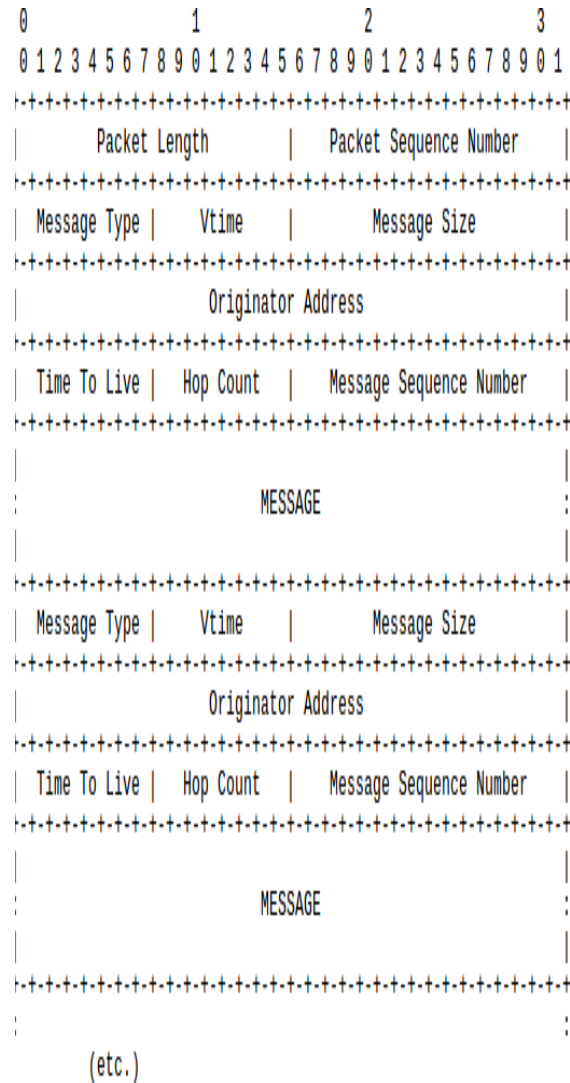 0                   1                   2                   3
0 1 2 3 4 5 6 7 8 9 0 1 2 3 4 5 6 7 8 9 0 1 2 3 4 5 6 7 8 9 0 1
+-+-+-+-+-+-+-+-+-+-+-+-+-+-+-+-+-+-+-+-+-+-+-+-+-+-+-+-+-+-+-+-+
| Packet Length | Packet Sequence Number |
+-+-+-+-+-+-+-+-+-+-+-+-+-+-+-+-+-+-+-+-+-+-+-+-+-+-+-+-+-+-+-+-+
| Message Type | Vtime | Message Size |
+-+-+-+-+-+-+-+-+-+-+-+-+-+-+-+-+-+-+-+-+-+-+-+-+-+-+-+-+-+-+-+-+
| Originator Address |
+-+-+-+-+-+-+-+-+-+-+-+-+-+-+-+-+-+-+-+-+-+-+-+-+-+-+-+-+-+-+-+-+
| Time To Live | Hop Count | Message Sequence Number |
+-+-+-+-+-+-+-+-+-+-+-+-+-+-+-+-+-+-+-+-+-+-+-+-+-+-+-+-+-+-+-+-+
| |
: MESSAGE :
| |
+-+-+-+-+-+-+-+-+-+-+-+-+-+-+-+-+-+-+-+-+-+-+-+-+-+-+-+-+-+-+-+-+
| Message Type | Vtime | Message Size |
+-+-+-+-+-+-+-+-+-+-+-+-+-+-+-+-+-+-+-+-+-+-+-+-+-+-+-+-+-+-+-+-+
| Originator Address |
+-+-+-+-+-+-+-+-+-+-+-+-+-+-+-+-+-+-+-+-+-+-+-+-+-+-+-+-+-+-+-+-+
| Time To Live | Hop Count | Message Sequence Number |
+-+-+-+-+-+-+-+-+-+-+-+-+-+-+-+-+-+-+-+-+-+-+-+-+-+-+-+-+-+-+-+-+
| |
: MESSAGE :
| |
+-+-+-+-+-+-+-+-+-+-+-+-+-+-+-+-+-+-+-+-+-+-+-+-+-+-+-+-+-+-+-+-+
: :
(etc.)